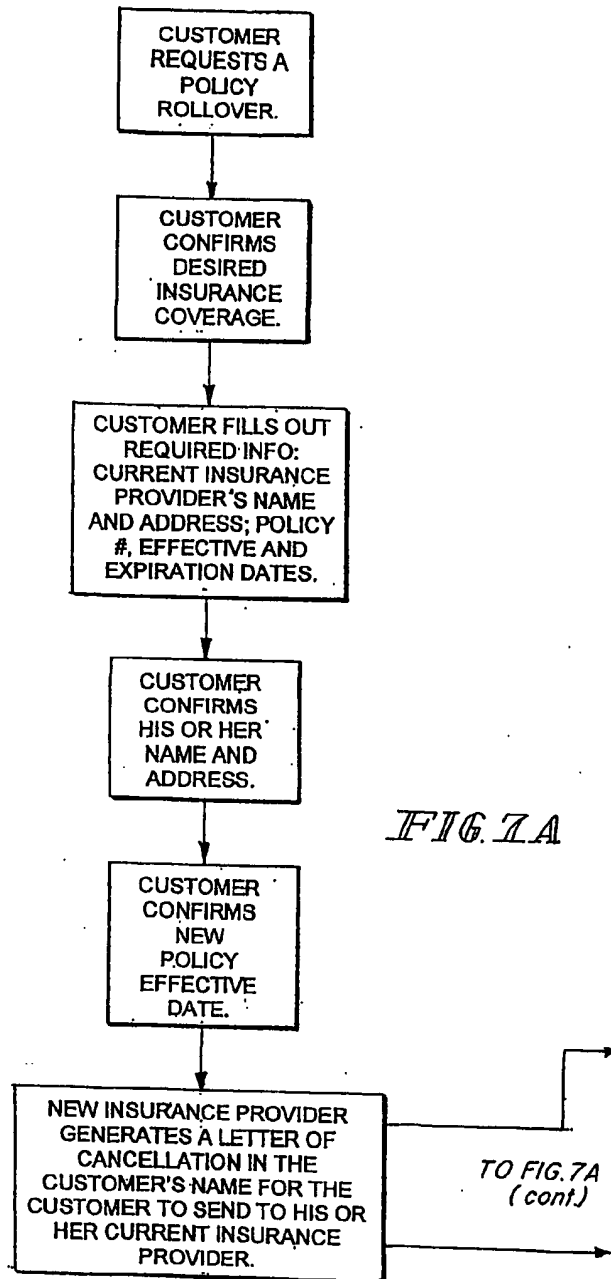 CUSTOMER
REQUESTS A
POLICY
ROLLOVER.
CUSTOMER
CONFIRMS
DESIRED
INSURANCE
COVERAGE.
CUSTOMER FILLS OUT
REQUIRED INFO:
CURRENT INSURANCE
PROVIDER'S NAME
AND ADDRESS; POLICY
#, EFFECTIVE AND
EXPIRATION DATES.
CUSTOMER
CONFIRMS
HIS OR HER
NAME AND
ADDRESS.
FIG. 7A
CUSTOMER
CONFIRMS
NEW
POLICY
EFFECTIVE
DATE.
NEW INSURANCE PROVIDER
GENERATES A LETTER OF
CANCELLATION IN THE
CUSTOMER'S NAME FOR THE
CUSTOMER TO SEND TO HIS OR
HER CURRENT INSURANCE
PROVIDER.
TO FIG. 7A
(cont.)